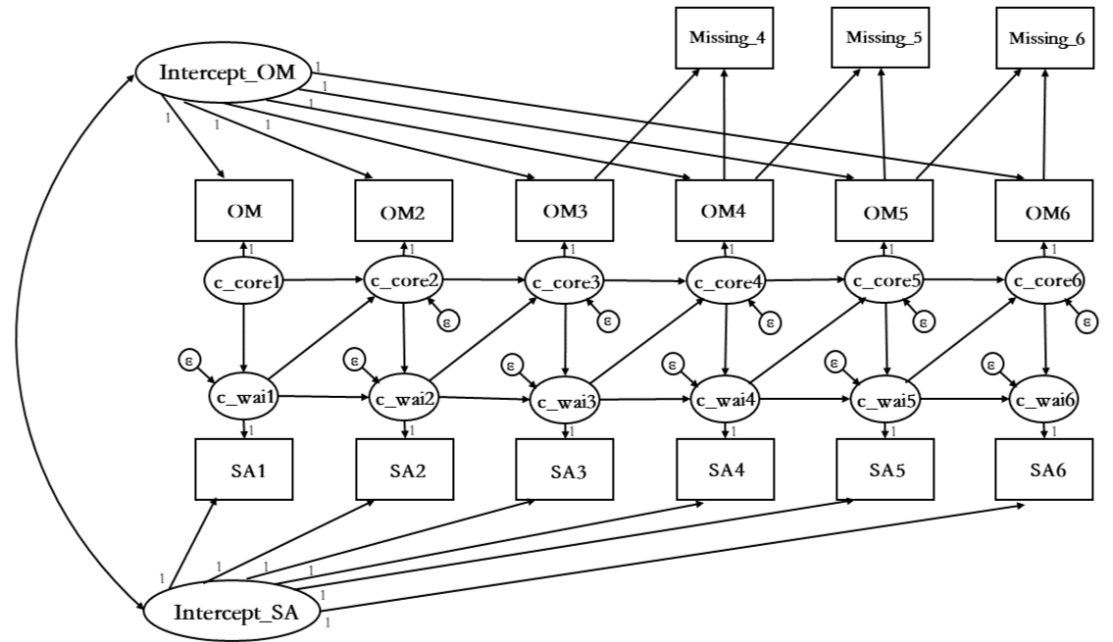 Missing_4 Missing_5 Missing_6
Intercept_OM
1 1 1 1 1 1
OM OM2 OM3 OM4 OM5 OM6
1 1 1 1 1 1
c_core1 c_core2 c_core3 c_core4 c_core5 c_core6
ε ε ε ε ε
ε ε ε ε ε ε
c_wai1 c_wai2 c_wai3 c_wai4 c_wai5 c_wai6
1 1 1 1 1 1
SA1 SA2 SA3 SA4 SA5 SA6
1 1 1 1 1 1
Intercept_SA